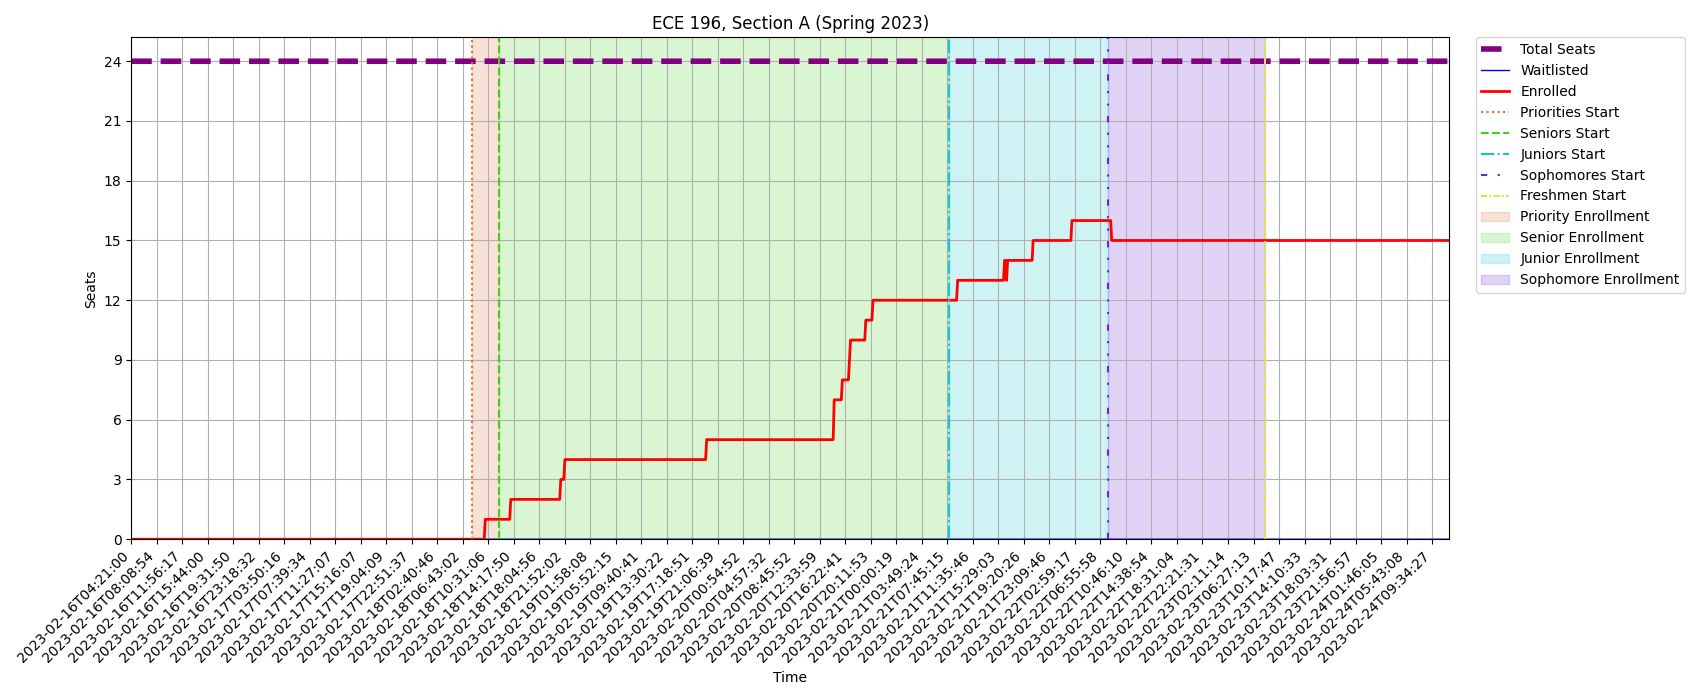 ECE 196, Section A (Spring 2023)
Total Seats
Waitlisted
Enrolled
Priorities Start
Seniors Start
Juniors Start
Sophomores Start
Freshmen Start
Priority Enrollment
Senior Enrollment
Junior Enrollment
Sophomore Enrollment
Seats
24
21
18
15
12
9
6
3
0
2023-02-16T04:21:00
2023-02-16T08:08:54
2023-02-16T11:56:17
2023-02-16T15:44:00
2023-02-16T19:31:50
2023-02-16T23:18:32
2023-02-17T03:50:16
2023-02-17T07:39:34
2023-02-17T11:27:07
2023-02-17T15:16:07
2023-02-17T19:04:09
2023-02-17T22:51:37
2023-02-18T02:40:46
2023-02-18T06:43:02
2023-02-18T10:31:06
2023-02-18T14:17:50
2023-02-18T18:04:56
2023-02-18T21:52:02
2023-02-19T01:58:08
2023-02-19T05:52:15
2023-02-19T09:40:41
2023-02-19T13:30:22
2023-02-19T17:18:51
2023-02-19T21:06:39
2023-02-20T00:54:52
2023-02-20T04:57:32
2023-02-20T08:45:52
2023-02-20T12:33:59
2023-02-20T16:22:41
2023-02-20T20:11:53
2023-02-21T00:00:19
2023-02-21T03:49:24
2023-02-21T07:45:15
2023-02-21T11:35:46
2023-02-21T15:29:03
2023-02-21T19:20:26
2023-02-21T23:09:46
2023-02-22T02:59:17
2023-02-22T06:55:58
2023-02-22T10:46:10
2023-02-22T14:38:54
2023-02-22T18:31:04
2023-02-22T22:21:31
2023-02-23T02:11:14
2023-02-23T06:27:13
2023-02-23T10:17:47
2023-02-23T14:10:33
2023-02-23T18:03:31
2023-02-23T21:56:57
2023-02-24T01:46:05
2023-02-24T05:43:08
2023-02-24T09:34:27
Time